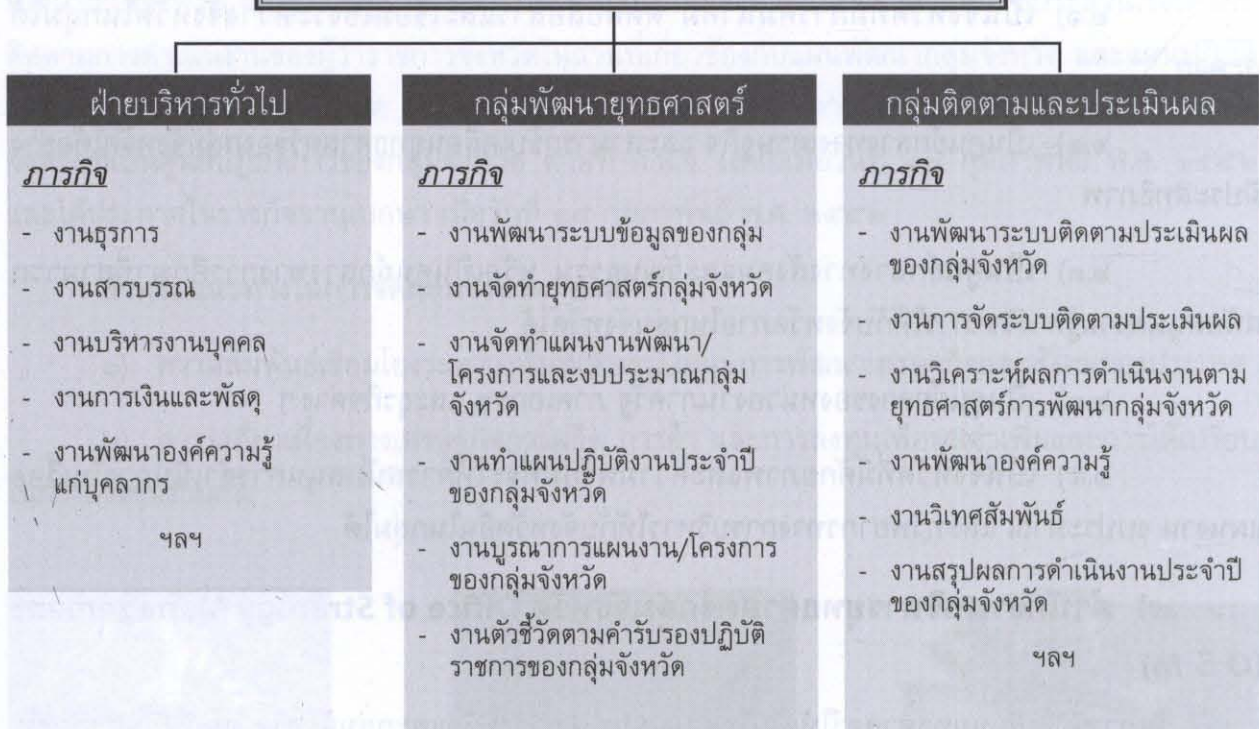 ฝ่ายบริหารทั่วไป
ภารกิจ
- งานธุรการ
- งานสารบรรณ
- งานบริหารงานบุคคล
- งานการเงินและพัสดุ
- งานพัฒนาองค์ความรู้
แก่บุคลากร
ฯลฯ
กลุ่มพัฒนายุทธศาสตร์
ภารกิจ
- งานพัฒนาระบบข้อมูลของกลุ่ม
- งานจัดทำยุทธศาสตร์กลุ่มจังหวัด
- งานจัดทำแผนงานพัฒนา/
โครงการและงบประมาณกลุ่ม
จังหวัด
- งานทำแผนปฏิบัติงานประจำปี
ของกลุ่มจังหวัด
- งานบูรณาการแผนงาน/โครงการ
ของกลุ่มจังหวัด
- งานตัวชี้วัดตามคำรับรองปฏิบัติ
ราชการของกลุ่มจังหวัด
กลุ่มติดตามและประเมินผล
ภารกิจ
- งานพัฒนาระบบติดตามประเมินผล
ของกลุ่มจังหวัด
- งานการจัดระบบติดตามประเมินผล
- งานวิเคราะห์ผลการดำเนินงานตาม
ยุทธศาสตร์การพัฒนากลุ่มจังหวัด
- งานพัฒนาองค์ความรู้
- งานวิเทศสัมพันธ์
- งานสรุปผลการดำเนินงานประจำปี
ของกลุ่มจังหวัด
ฯลฯ